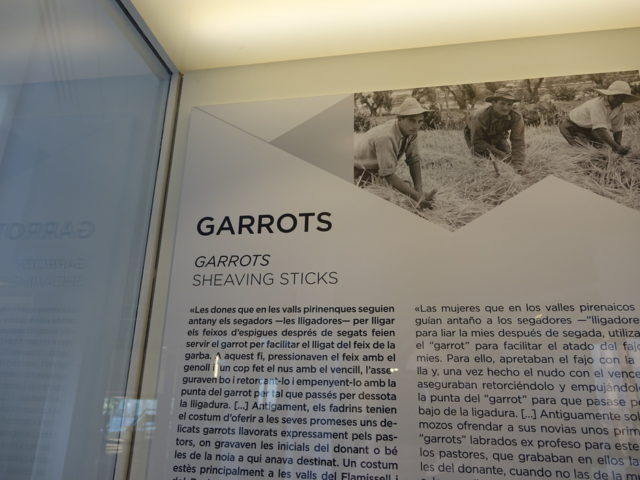 GARROTS
GARROTS
SHEAVING STICKS
«Les dones que en les valls pirinenques seguien
antany els segadors —les lligadores— per lligar
els feixos d'espigues després de segats feien
servir el garrot per facilitar el lligat del feix de la
garba. A aquest fi, pressionaven el feix amb el
genoll i un cop fet el nus amb el vencill, l'asse-
guraven bo i retorçant-lo i empenyent-lo amb la
punta del garrot per tal que passés per dessota
la lligadura. [...] Antigament, els fadrins tenien
el costum d'oferir a les seves promeses uns de-
licats garrots llavorats expressament pels pas-
tors, on gravaven les inicials del donant o bé
les de la noia a qui anava destinat. Un costum
estès principalment a les valls del Flamisell i
«Las mujeres que en los valles pirenaicos
guían antaño a los segadores —"lligadore
para liar la mies después de segada, utiliza
el "garrot" para facilitar el atado del fajo
mies. Para ello, apretaban el fajo con la
lla y, una vez hecho el nudo con el vence
aseguraban retorciéndolo y empujándol
la punta del "garrot" para que pasase p
bajo de la ligadura. [...] Antiguamente sol
mozos ofrendar a sus novias unos prim
"garrots" labrados ex profeso para este
los pastores, que grababan en ellos la
les del donante, cuando no las de la m